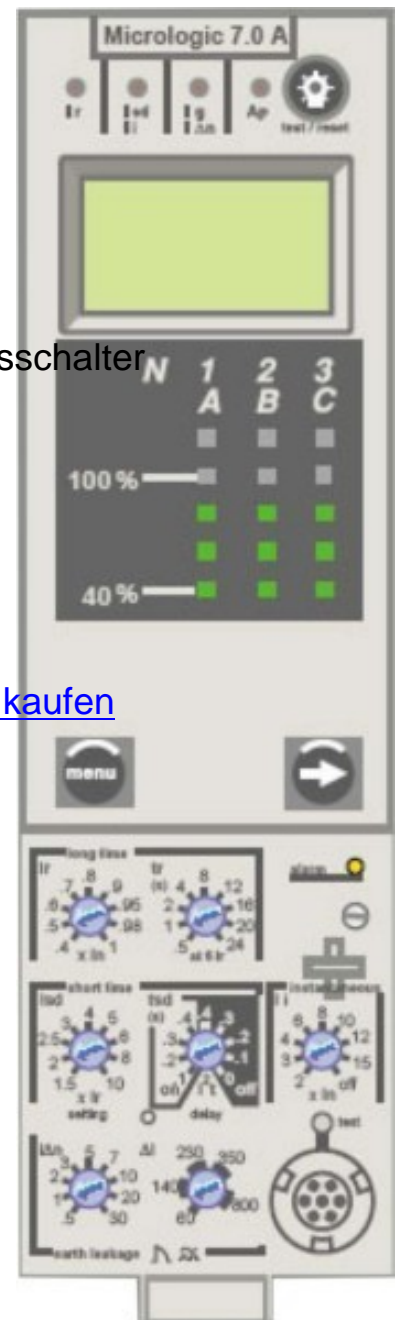 Micrologic 7.0 A
Ir
Isd
Ii
Ig
IΔn
Ap
test / reset
sschalter
N 1 2 3
A B C
100 %
40 %
kaufen
menu
long time
alarm
Ir
tr
(s)
.4 .5 .6 .7 .8 .9 .95 .98 1
x In
.5 1 2 4 8 12 16 20 24
at 6 Ir
short time
instantaneous
Isd
tsd
(s)
Ii
1.5 2 2.5 3 4 5 6 8 10
x Ir
setting
.1 .2 .3 .4 .4 .3 .2 .1 0
on I²t off
delay
2 3 4 6 8 10 12 15 off
x In
test
IΔn
Δt
.5 1 2 3 5 7 10 20 30
60 140 230 350 800
earth leakage